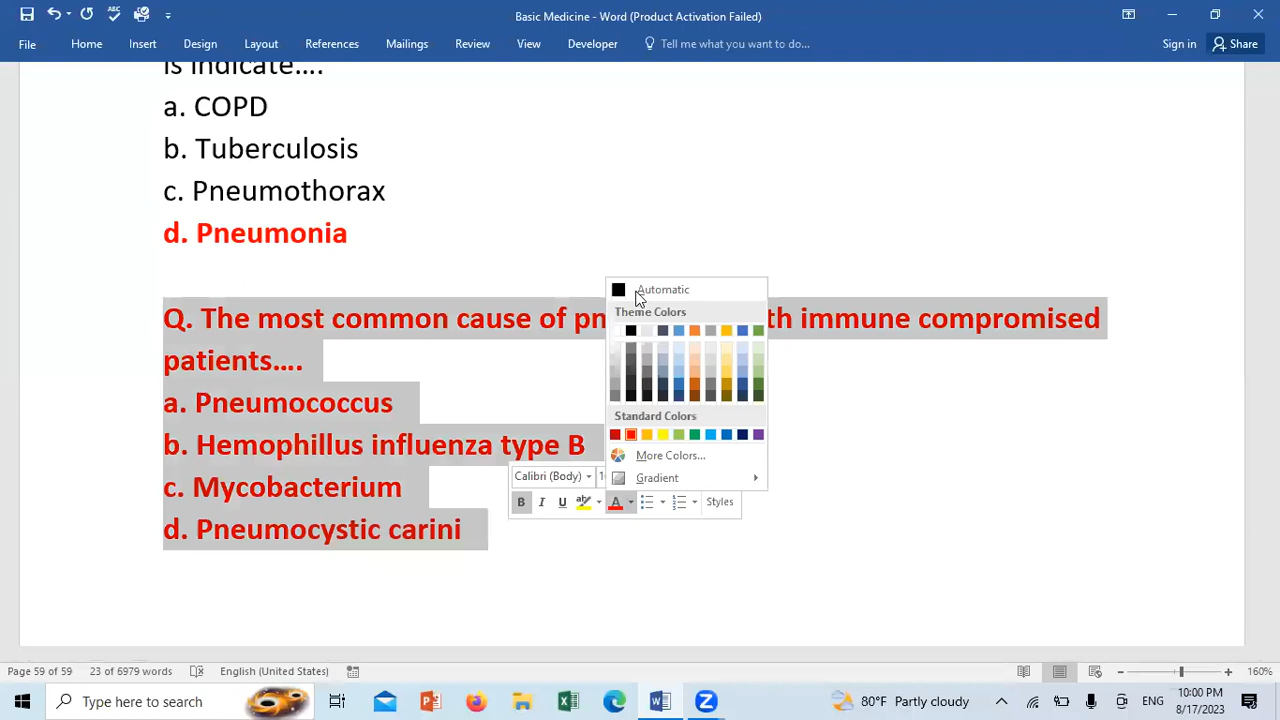 Basic Medicine - Word (Product Activation Failed)
File Home Insert Design Layout References Mailings Review View Developer Tell me what you want to do... Sign in Share
is indicate....
a. COPD
b. Tuberculosis
c. Pneumothorax
d. Pneumonia
Automatic
Theme Colors
Q. The most common cause of pn th immune compromised
patients....
a. Pneumococcus
Standard Colors
b. Hemophillus influenza type B
More Colors...
Gradient
Calibri (Body)
c. Mycobacterium
B I U A Styles
d. Pneumocystic carini
Page 59 of 59 23 of 6979 words English (United States) 160%
Type here to search 80°F Partly cloudy ENG 10:00 PM
8/17/2023